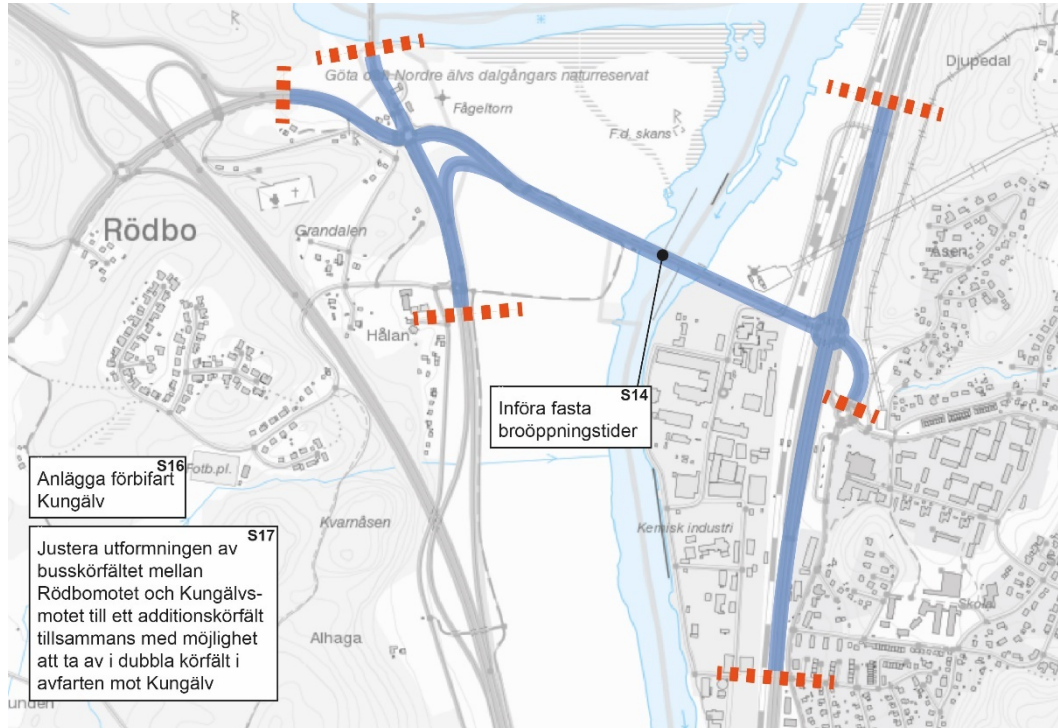 Djupedal
Göta och Nordre älvs dalgångars naturreservat
Fågeltorn
R
F.d. skans
R
Rödbo
Grandalen
Åsen
Hålan
S14
Införa fasta
broöppningstider
S16
Anlägga förbifart
Kungälv
Fotb.pl.
Kvarnåsen
Kemisk industri
S17
Justera utformningen av
busskörfältet mellan
Rödbomotet och Kungälvs-
motet till ett additionskörfält
tillsammans med möjlighet
att ta av i dubbla körfält i
avfarten mot Kungälv
Skola
Alhaga
unden